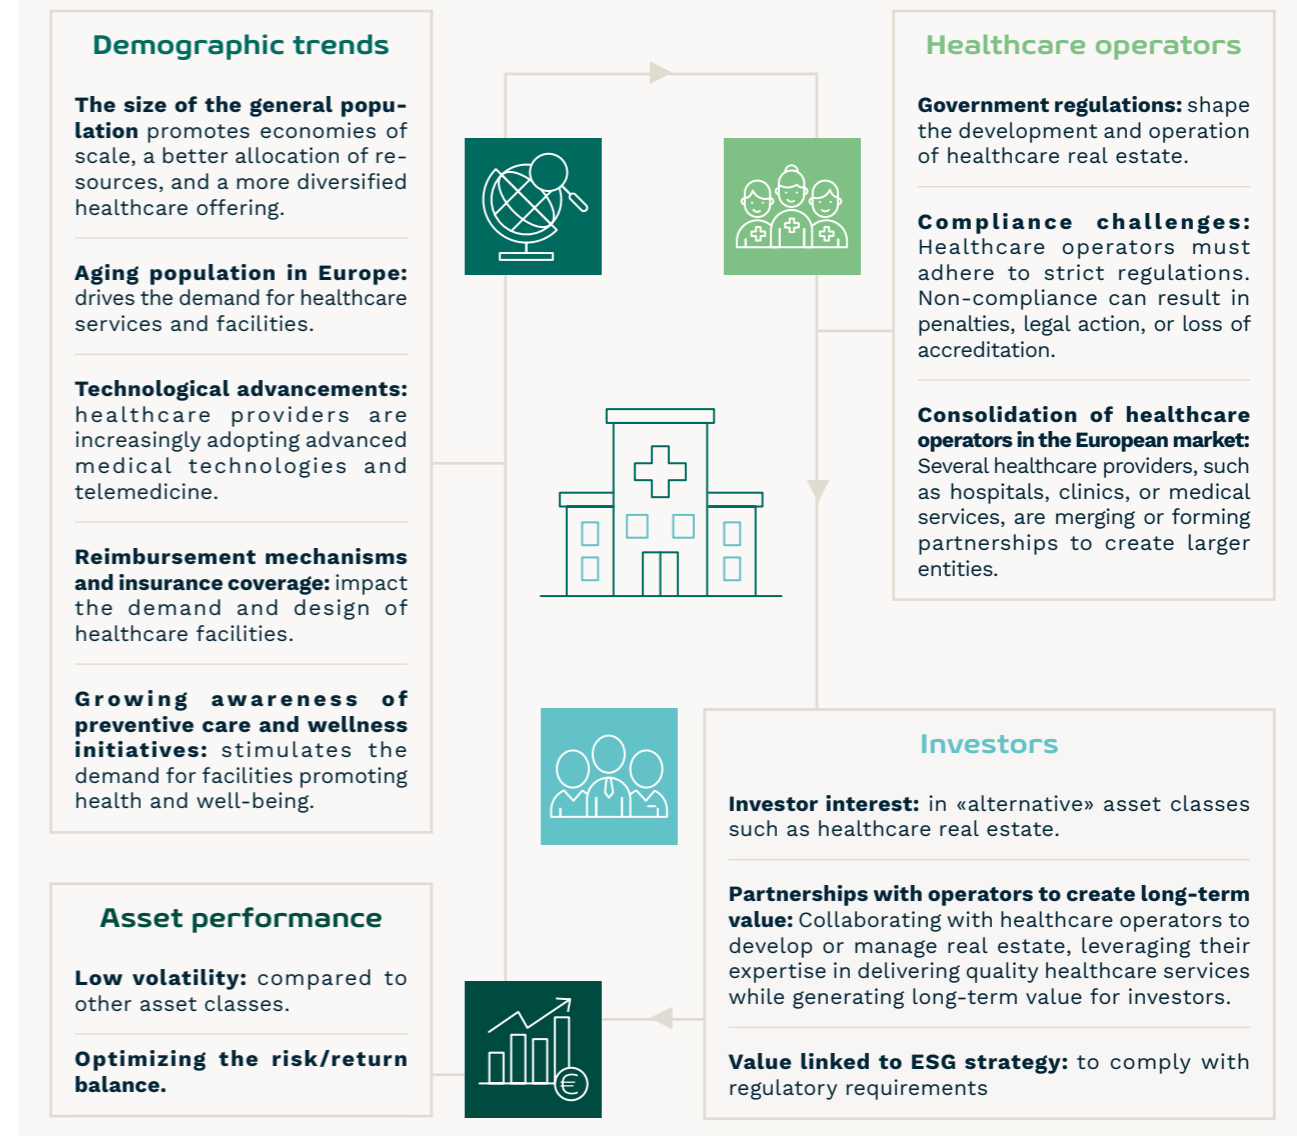 Demographic trends
The size of the general popu-
lation promotes economies of
scale, a better allocation of re-
sources, and a more diversified
healthcare offering.
Aging population in Europe:
drives the demand for healthcare
services and facilities.
Technological advancements:
healthcare providers are
increasingly adopting advanced
medical technologies and
telemedicine.
Reimbursement mechanisms
and insurance coverage: impact
the demand and design of
healthcare facilities.
Growing awareness of
preventive care and wellness
initiatives: stimulates the
demand for facilities promoting
health and well-being.
Healthcare operators
Government regulations: shape
the development and operation
of healthcare real estate.
Compliance challenges:
Healthcare operators must
adhere to strict regulations.
Non-compliance can result in
penalties, legal action, or loss of
accreditation.
Consolidation of healthcare
operators in the European market:
Several healthcare providers, such
as hospitals, clinics, or medical
services, are merging or forming
partnerships to create larger
entities.
Investors
Investor interest: in «alternative» asset classes
such as healthcare real estate.
Partnerships with operators to create long-term
value: Collaborating with healthcare operators to
develop or manage real estate, leveraging their
expertise in delivering quality healthcare services
while generating long-term value for investors.
Value linked to ESG strategy: to comply with
regulatory requirements
Asset performance
Low volatility: compared to
other asset classes.
Optimizing the risk/return
balance.
€